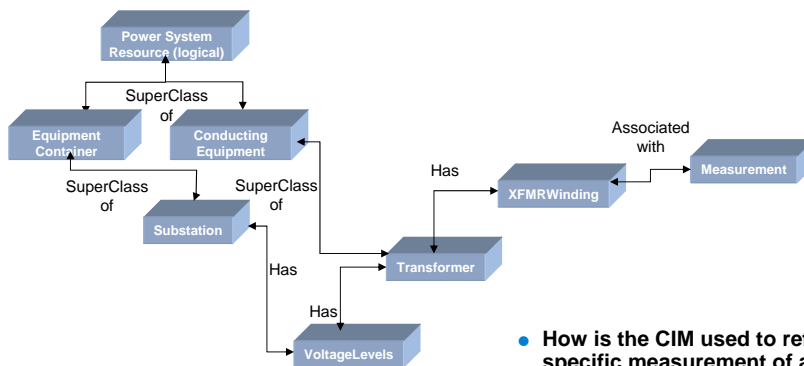 Power System
Resource (logical)
SuperClass
of
Equipment
Container
Conducting
Equipment
Associated
with
Has
Measurement
XFMRWinding
SuperClass
of
SuperClass
of
Substation
Has
Transformer
Has
VoltageLevels
• How is the CIM used to
specific measurement of